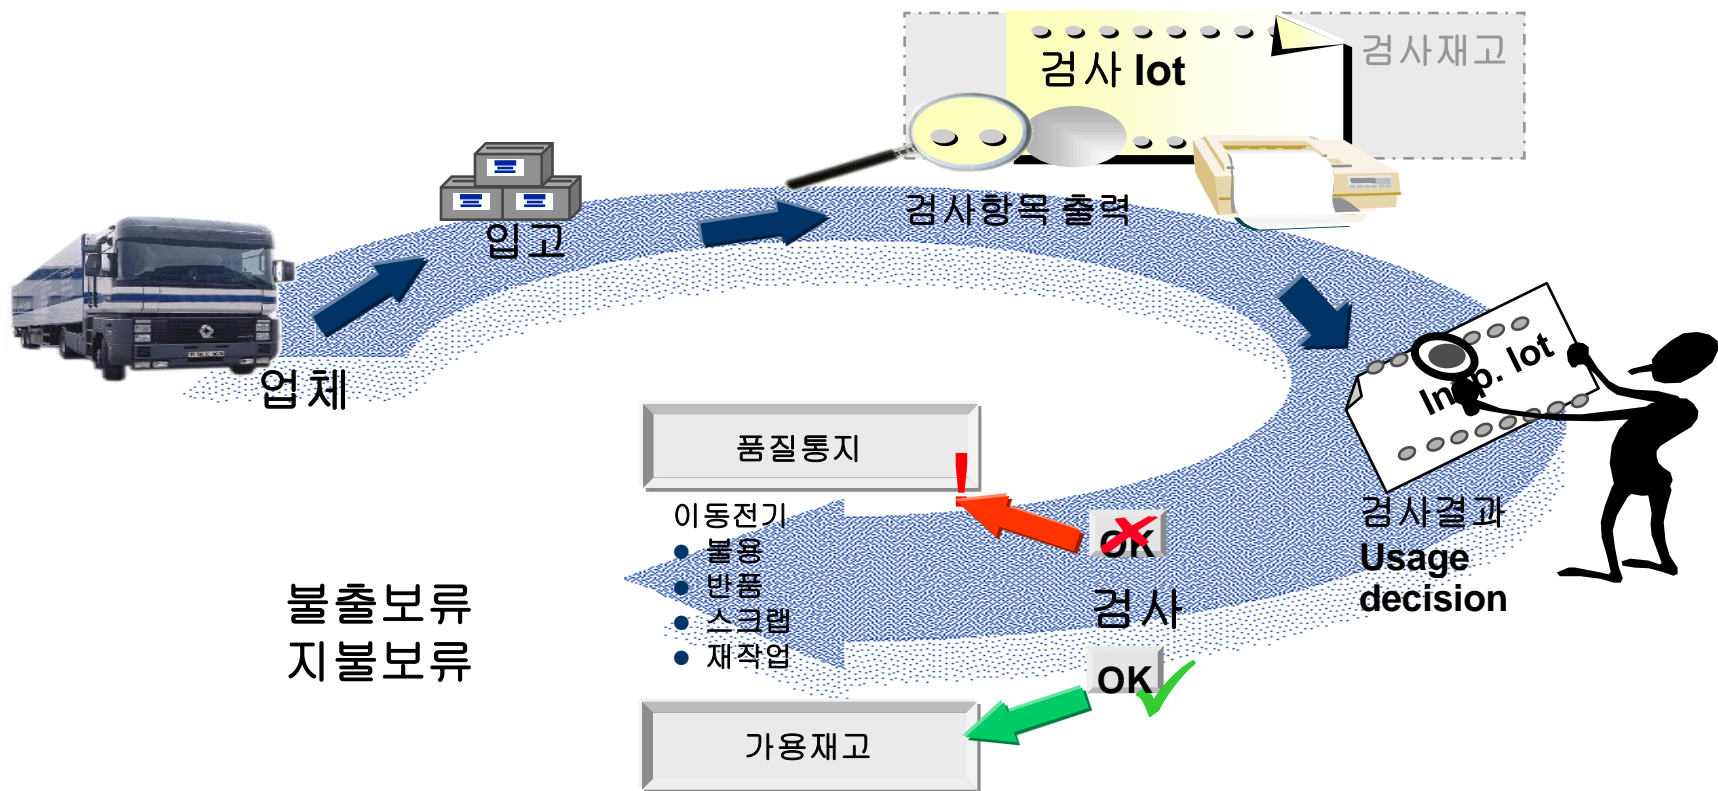 검사 lot
검사재고
검사항목 출력
입고
업체
Insp. lot
품질통지
!
이동전기
불용
반품
스크랩
재작업
OK
검사
OK
검사결과
Usage
decision
불출보류
지불보류
가용재고